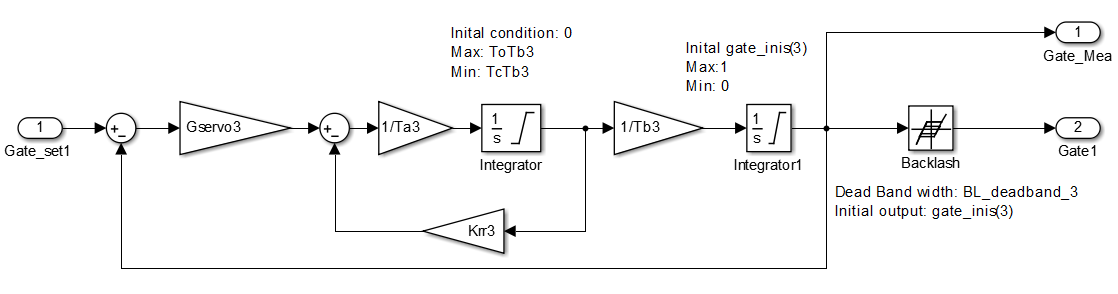 Inital condition: 0
Max: ToTb3
Min: TcTb3
Inital gate_inis(3)
Max:1
Min: 0
1
Gate_Mea
1
Gate_set1
+
−
Gservo3
+
−
1/Ta3
1
s
Integrator
1/Tb3
1
s
Integrator1
Backlash
2
Gate1
Dead Band width: BL_deadband_3
Initial output: gate_inis(3)
Krr3